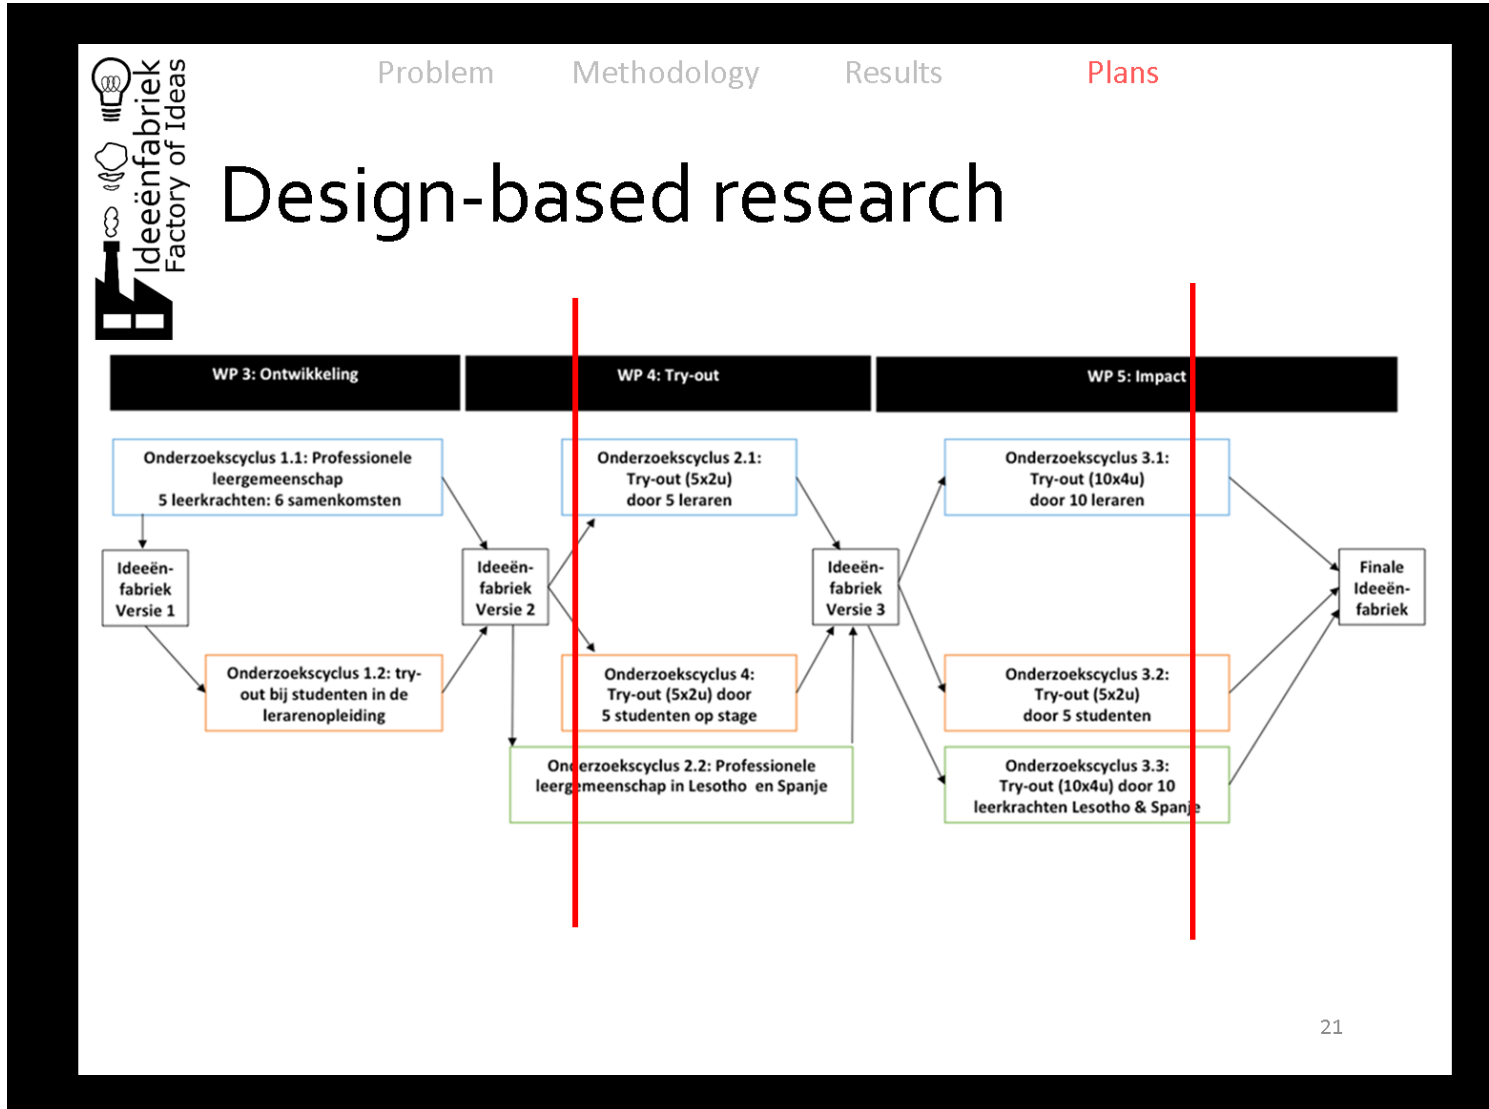 Problem
Methodology
Results
Plans
Ideeënfabriek
Factory of Ideas
Design-based research
WP 3: Ontwikkeling
WP 4: Try-out
WP 5: Impact
Onderzoekscyclus 1.1: Professionele
leergemeenschap
5 leerkrachten: 6 samenkomsten
Onderzoekscyclus 2.1:
Try-out (5x2u)
door 5 leraren
Onderzoekscyclus 3.1:
Try-out (10x4u)
door 10 leraren
Ideeën-
fabriek
Versie 1
Ideeën-
fabriek
Versie 2
Ideeën-
fabriek
Versie 3
Finale
Ideeën-
fabriek
Onderzoekscyclus 1.2: try-
out bij studenten in de
lerarenopleiding
Onderzoekscyclus 4:
Try-out (5x2u) door
5 studenten op stage
Onderzoekscyclus 3.2:
Try-out (5x2u)
door 5 studenten
Onderzoekscyclus 2.2: Professionele
leergemeenschap in Lesotho en Spanje
Onderzoekscyclus 3.3:
Try-out (10x4u) door 10
leerkrachten Lesotho & Spanje
21